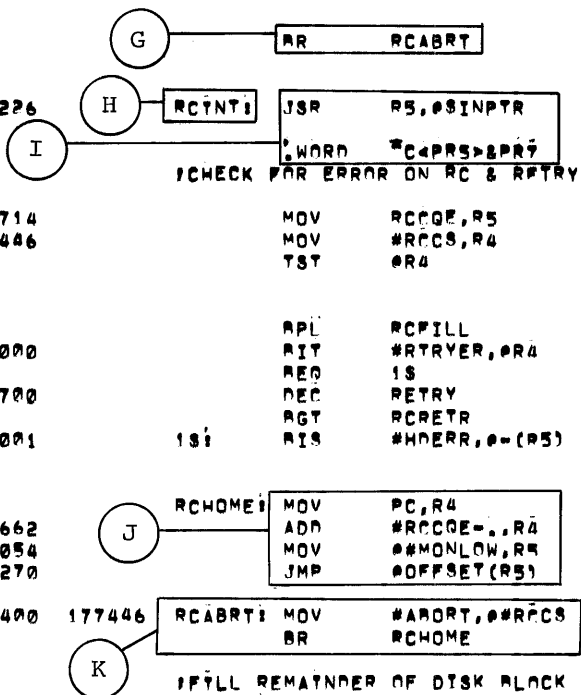 G BR RCABRT
226 H RCINT: JSR R5,@$INPTR
I .WORD ^C<PR5>&PR7
;CHECK FOR ERROR ON RC & RETRY
714 MOV RCCQE,R5
446 MOV #RCCS,R4
TST @R4
BPL RCFILL
000 BIT #RTRYER,@R4
BEQ 1$
700 DEC RETRY
BGT RCRETR
001 1$: BIS #HDERR,@-(R5)
RCHOME: MOV PC,R4
662 J ADD #RCCQE-.,R4
054 MOV @#MONLOW,R5
270 JMP @OFFSET(R5)
400 177446 RCABRT: MOV #ABORT,@#RCCS
BR RCHOME
K
;FILL REMAINDER OF DISK BLOCK